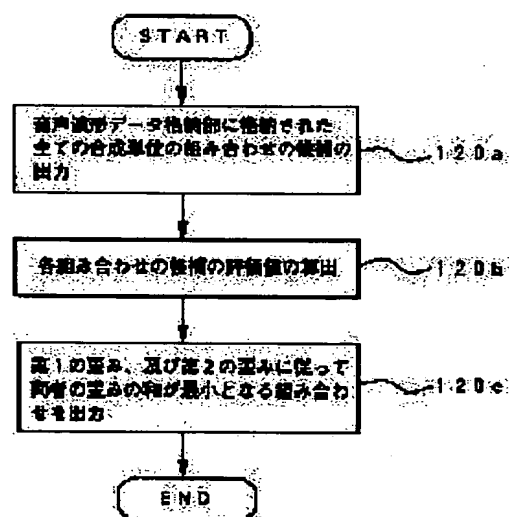 START
音声波形データ格納部に格納された
全ての合成単位の組み合わせの候補の
出力
120a
各組み合わせの候補の評価値の算出
120b
第1の歪み、及び第2の歪みに従って
両者の歪みの和が最小となる組み合わ
せを出力
120c
END